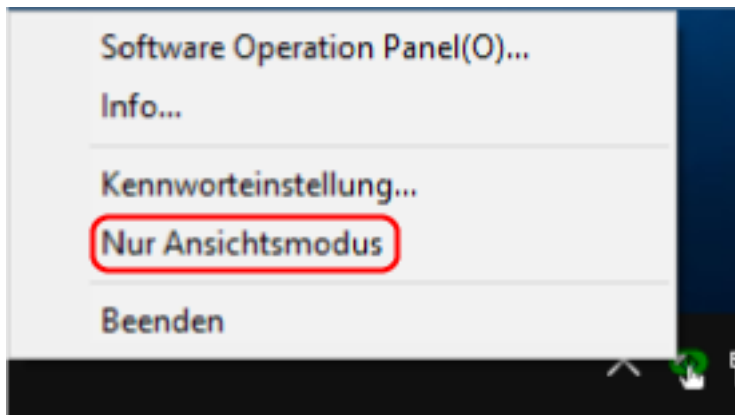 Software Operation Panel(O)...
Info...
Kennworteinstellung...
Nur Ansichtsmodus
Beenden